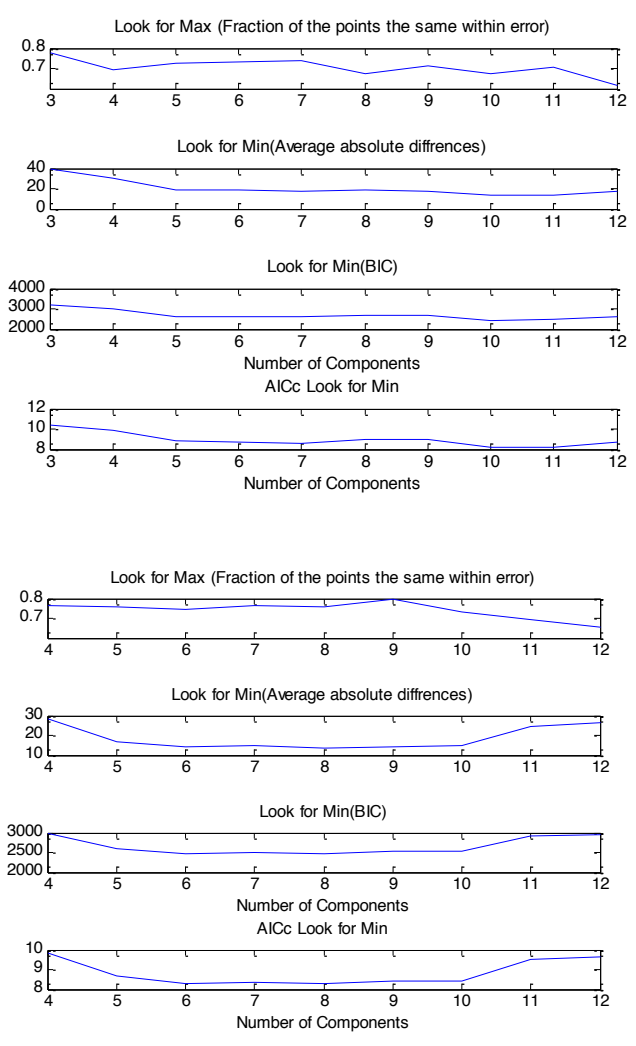 Look for Max (Fraction of the points the same within error)
0.8
0.7
3 4 5 6 7 8 9 10 11 12
Look for Min(Average absolute diffrences)
40
20
0
3 4 5 6 7 8 9 10 11 12
Look for Min(BIC)
4000
3000
2000
3 4 5 6 7 8 9 10 11 12
Number of Components
AICc Look for Min
12
10
8
3 4 5 6 7 8 9 10 11 12
Number of Components
Look for Max (Fraction of the points the same within error)
0.8
0.7
4 5 6 7 8 9 10 11 12
Look for Min(Average absolute diffrences)
30
20
10
4 5 6 7 8 9 10 11 12
Look for Min(BIC)
3000
2500
2000
4 5 6 7 8 9 10 11 12
Number of Components
AICc Look for Min
10
9
8
4 5 6 7 8 9 10 11 12
Number of Components